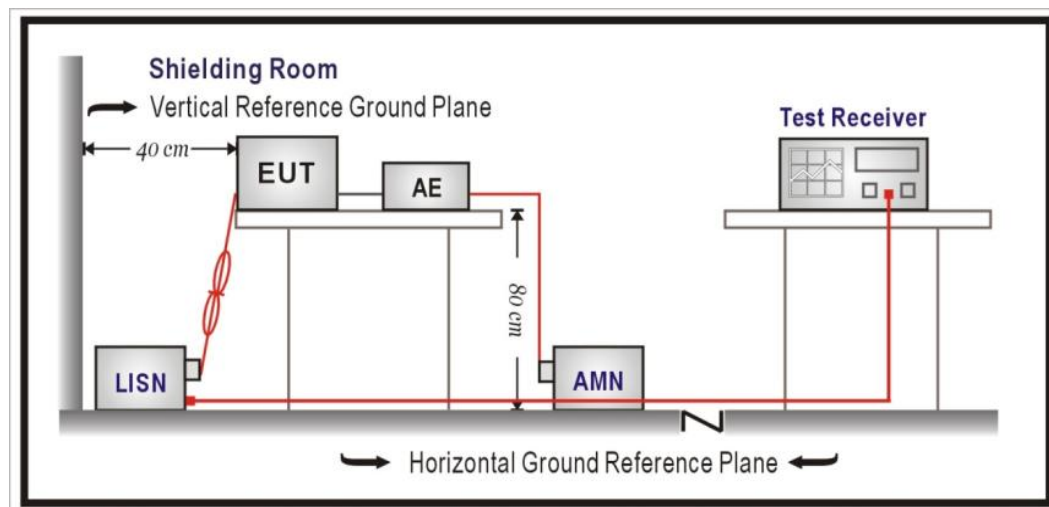 Shielding Room
Vertical Reference Ground Plane
Test Receiver
40 cm
EUT
AE
80 cm
LISN
AMN
Horizontal Ground Reference Plane